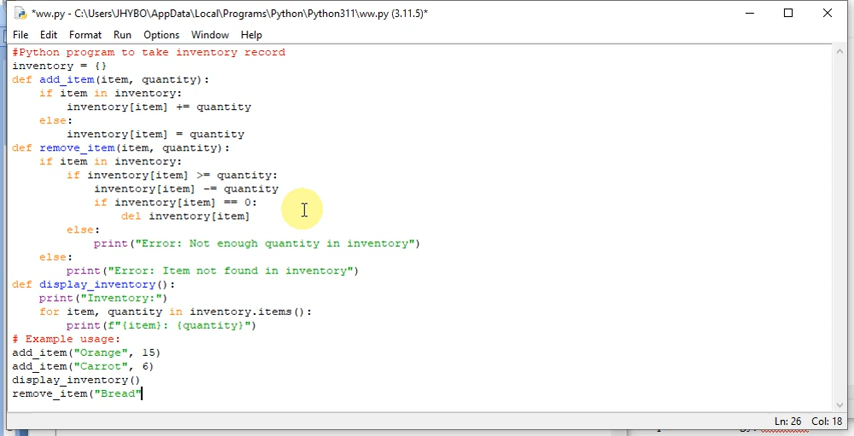 *ww.py - C:\Users\JHYBO\AppData\Local\Programs\Python\Python311\ww.py (3.11.5)*
File Edit Format Run Options Window Help
#Python program to take inventory record
inventory = {}
def add_item(item, quantity):
    if item in inventory:
        inventory[item] += quantity
    else:
        inventory[item] = quantity
def remove_item(item, quantity):
    if item in inventory:
        if inventory[item] >= quantity:
            inventory[item] -= quantity
            if inventory[item] == 0:
                del inventory[item]
        else:
            print("Error: Not enough quantity in inventory")
    else:
        print("Error: Item not found in inventory")
def display_inventory():
    print("Inventory:")
    for item, quantity in inventory.items():
        print(f"{item}: {quantity}")
# Example usage:
add_item("Orange", 15)
add_item("Carrot", 6)
display_inventory()
remove_item("Bread"
Ln: 26 Col: 18